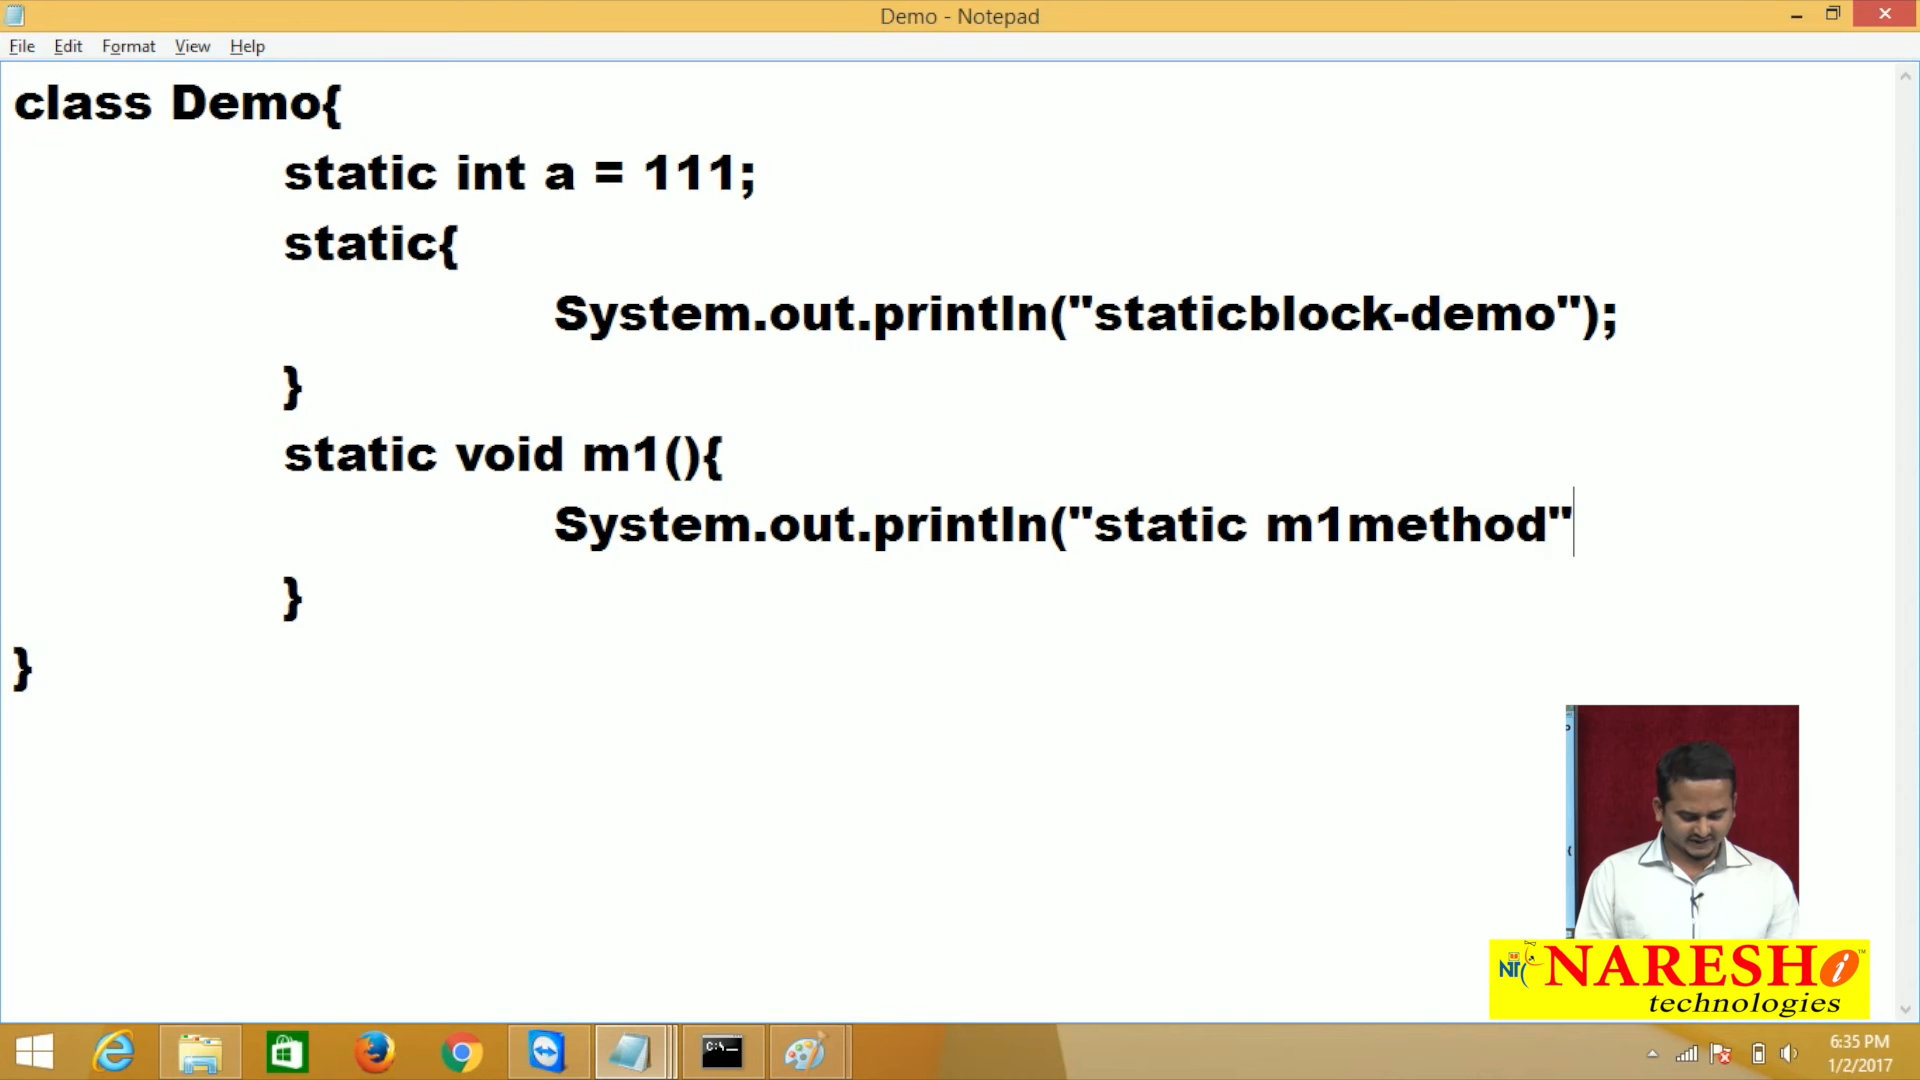 Demo - Notepad
File Edit Format View Help
class Demo{
static int a = 111;
static{
System.out.println("staticblock-demo");
}
static void m1(){
System.out.println("static m1method"
}
}
NARESH i ™
technologies
6:35 PM
1/2/2017